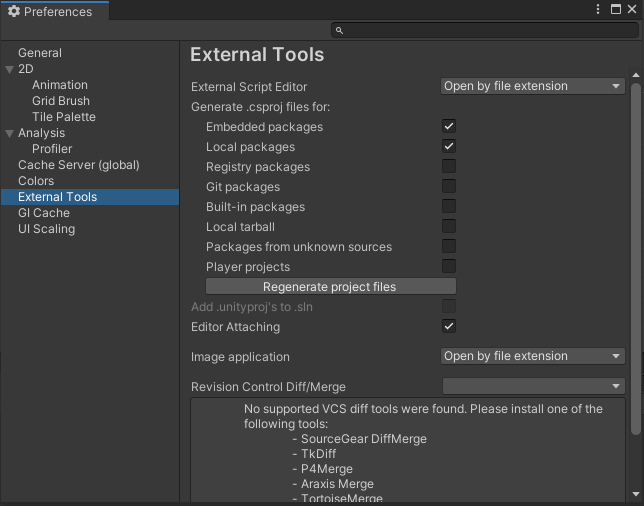 Preferences
General
2D
Animation
Grid Brush
Tile Palette
Analysis
Profiler
Cache Server (global)
Colors
External Tools
GI Cache
UI Scaling
External Tools
External Script Editor
Open by file extension
Generate .csproj files for:
Embedded packages
Local packages
Registry packages
Git packages
Built-in packages
Local tarball
Packages from unknown sources
Player projects
Regenerate project files
Add .unityproj's to .sln
Editor Attaching
Image application
Open by file extension
Revision Control Diff/Merge
No supported VCS diff tools were found. Please install one of the
following tools:
- SourceGear DiffMerge
- TkDiff
- P4Merge
- Araxis Merge
- TortoiseMerge